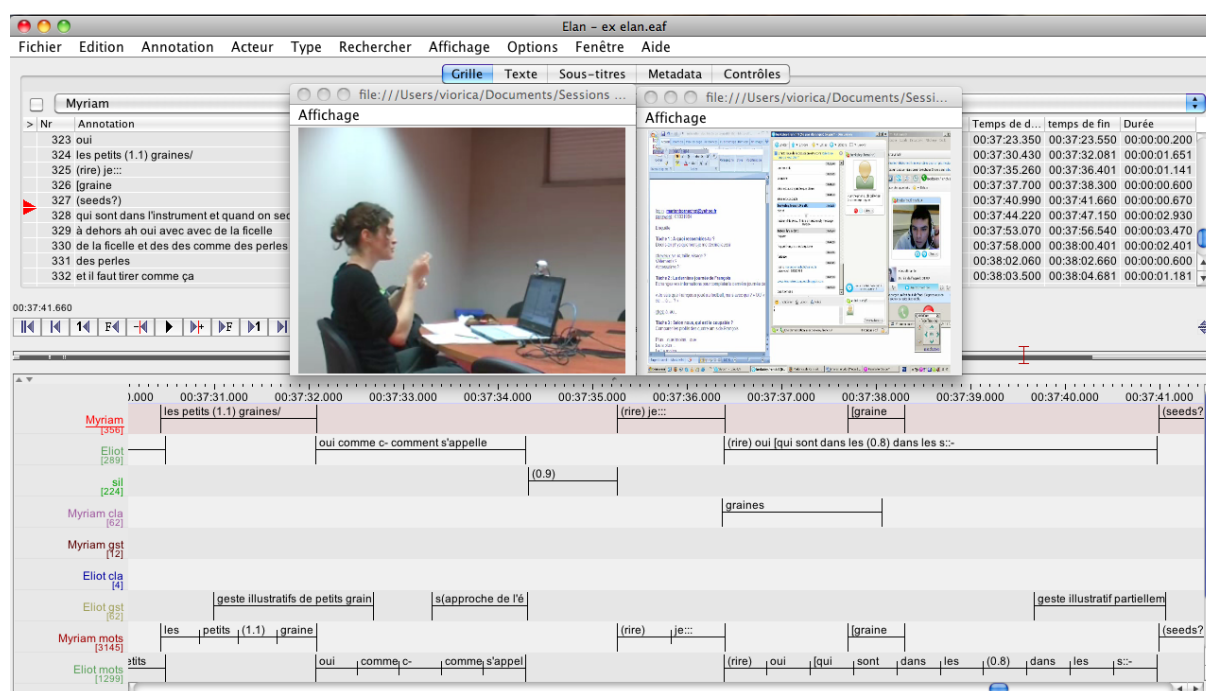 Elan – ex elan.eaf
Fichier Edition Annotation Acteur Type Rechercher Affichage Options Fenêtre Aide
Grille Texte Sous-titres Metadata Contrôles
Myriam
file:///Users/viorica/Documents/Sessions ...
file:///Users/viorica/Documents/Sessi...
Affichage
Affichage
> Nr Annotation Temps de d... temps de fin Durée
323 oui 00:37:23.350 00:37:23.550 00:00:00.200
324 les petits (1.1) graines/ 00:37:30.430 00:37:32.081 00:00:01.651
325 (rire) je::: 00:37:35.260 00:37:36.401 00:00:01.141
326 [graine 00:37:37.700 00:37:38.300 00:00:00.600
327 (seeds?) 00:37:40.990 00:37:41.660 00:00:00.670
328 qui sont dans l'instrument et quand on sec 00:37:44.220 00:37:47.150 00:00:02.930
329 à dehors ah oui avec avec de la ficelle 00:37:53.070 00:37:56.540 00:00:03.470
330 de la ficelle et des des comme des perles 00:37:58.000 00:38:00.401 00:00:02.401
331 des perles 00:38:02.060 00:38:02.660 00:00:00.600
332 et il faut tirer comme ça 00:38:03.500 00:38:04.681 00:00:01.181
00:37:41.660
).000 00:37:31.000 00:37:32.000 00:37:33.000 00:37:34.000 00:37:35.000 00:37:36.000 00:37:37.000 00:37:38.000 00:37:39.000 00:37:40.000 00:37:41.000
Myriam les petits (1.1) graines/ (rire) je::: [graine (seeds?
[356]
Eliot oui comme c- comment s'appelle (rire) oui [qui sont dans les (0.8) dans les s::-
[289]
sil (0.9)
[224]
Myriam cla graines
[62]
Myriam gst
[12]
Eliot cla
[4]
Eliot gst geste illustratifs de petits grain s(approche de l'é geste illustratif partiellem
[62]
Myriam mots les petits (1.1) graine (rire) je::: [graine (seeds?
[3145]
Eliot mots etits oui comme c- comme s'appel (rire) oui [qui sont dans les (0.8) dans les s::-
[1299]